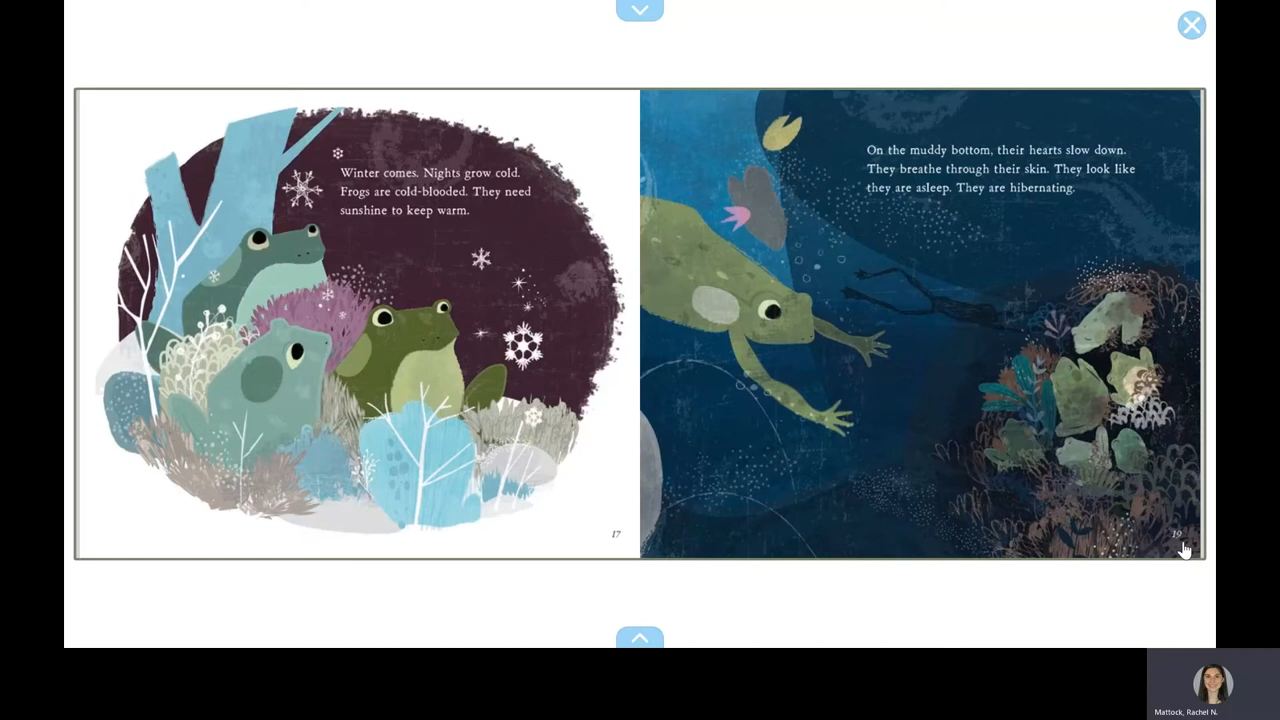 Winter comes. Nights grow cold.
Frogs are cold-blooded. They need
sunshine to keep warm.
17
On the muddy bottom, their hearts slow down.
They breathe through their skin. They look like
they are asleep. They are hibernating.
19
Mattock, Rachel N.